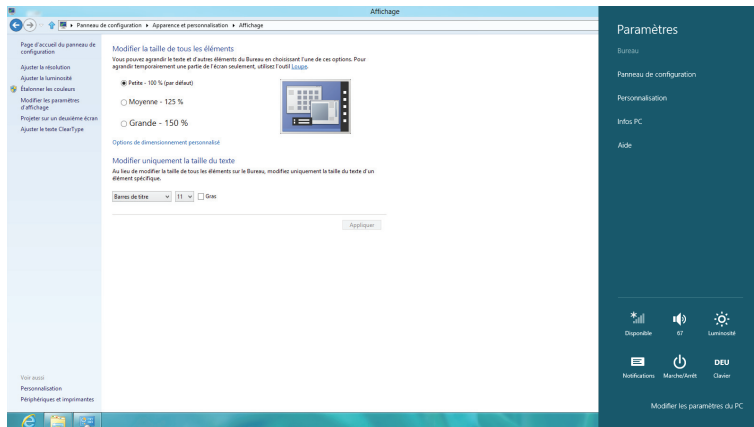 Affichage
Panneau de configuration
Apparence et personnalisation
Affichage
Page d'accueil du panneau de
configuration
Ajuster la résolution
Ajuster la luminosité
Étalonner les couleurs
Modifier les paramètres
d'affichage
Projeter sur un deuxième écran
Ajuster le texte ClearType
Voir aussi
Personnalisation
Périphériques et imprimantes
Modifier la taille de tous les éléments
Vous pouvez agrandir le texte et d'autres éléments du Bureau en choisissant l'une de ces options. Pour
agrandir temporairement une partie de l'écran seulement, utilisez l'outil Loupe.
Petite - 100 % (par défaut)
Moyenne - 125 %
Grande - 150 %
Options de dimensionnement personnalisé
Modifier uniquement la taille du texte
Au lieu de modifier la taille de tous les éléments sur le Bureau, modifiez uniquement la taille du texte d'un
élément spécifique.
Barres de titre 11 Gras
Appliquer
Paramètres
Bureau
Panneau de configuration
Personnalisation
Infos PC
Aide
Disponible 67 Luminosité
DEU
Notifications Marche/Arrêt Clavier
Modifier les paramètres du PC